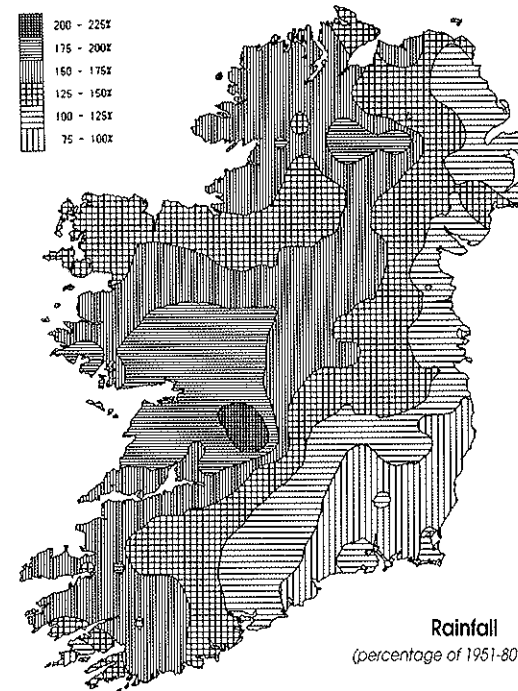 200 - 225%
175 - 200%
150 - 175%
125 - 150%
100 - 125%
75 - 100%
Rainfall
(percentage of 1951-80